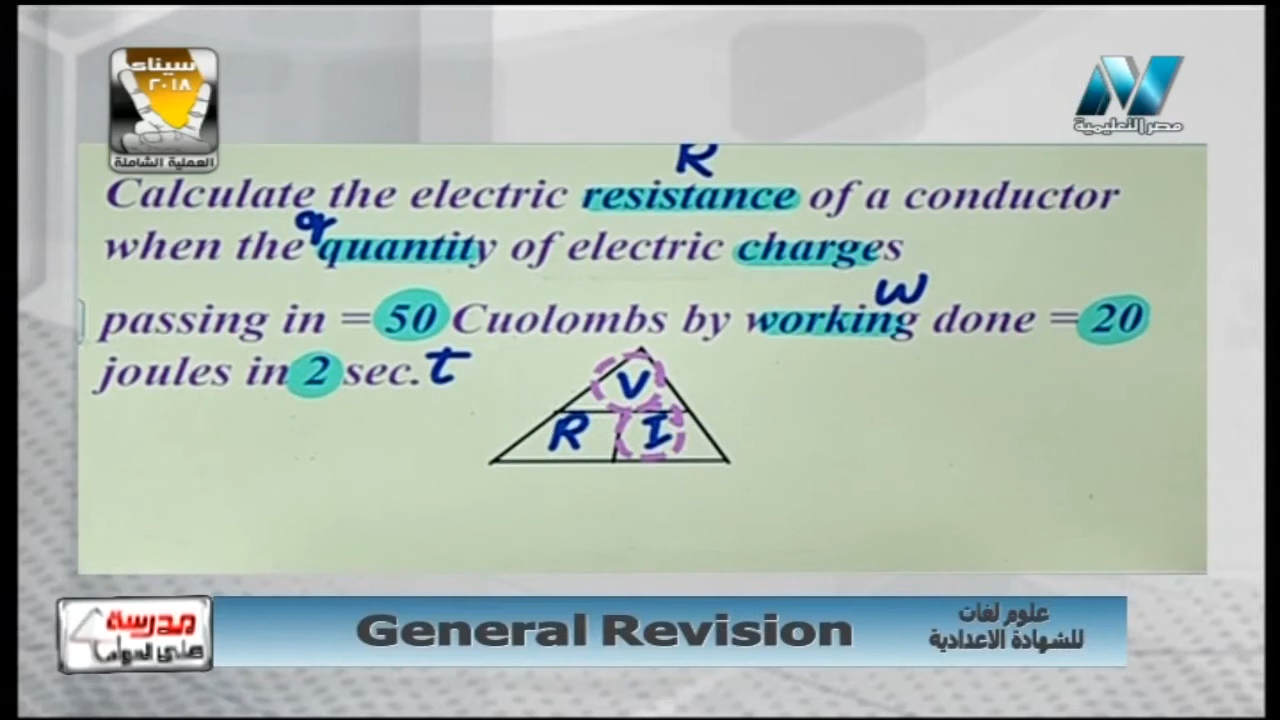 سيناء
٢٠١٨
العملية الشاملة
مصر التعليمية
R
Calculate the electric resistance of a conductor
when the quantity of electric charges
q
W
passing in = 50 Cuolombs by working done = 20
joules in 2 sec. t
V
R I
مدرسة
على الهواء
General Revision
علوم لغات
للشهادة الاعدادية